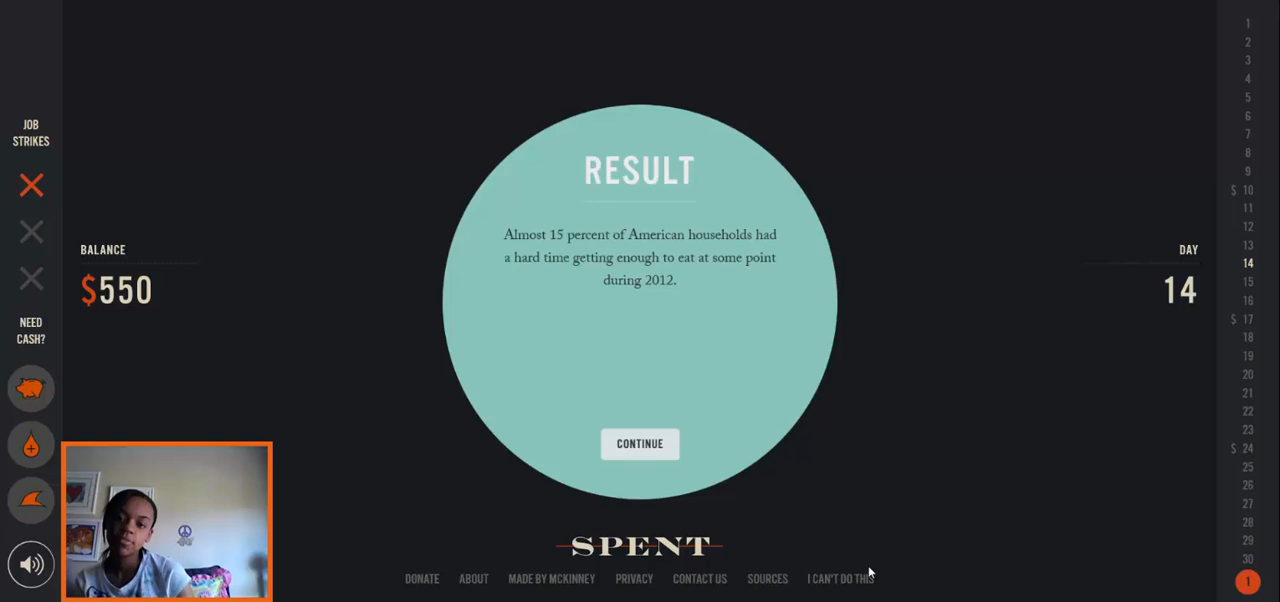 JOB
STRIKES
BALANCE
$550
NEED
CASH?
RESULT
Almost 15 percent of American households had
a hard time getting enough to eat at some point
during 2012.
CONTINUE
DAY
14
1
2
3
4
5
6
7
8
9
$ 10
11
12
13
14
15
16
$ 17
18
19
20
21
22
23
$ 24
25
26
27
28
29
30
1
SPENT
DONATE ABOUT MADE BY MCKINNEY PRIVACY CONTACT US SOURCES I CAN'T DO THIS